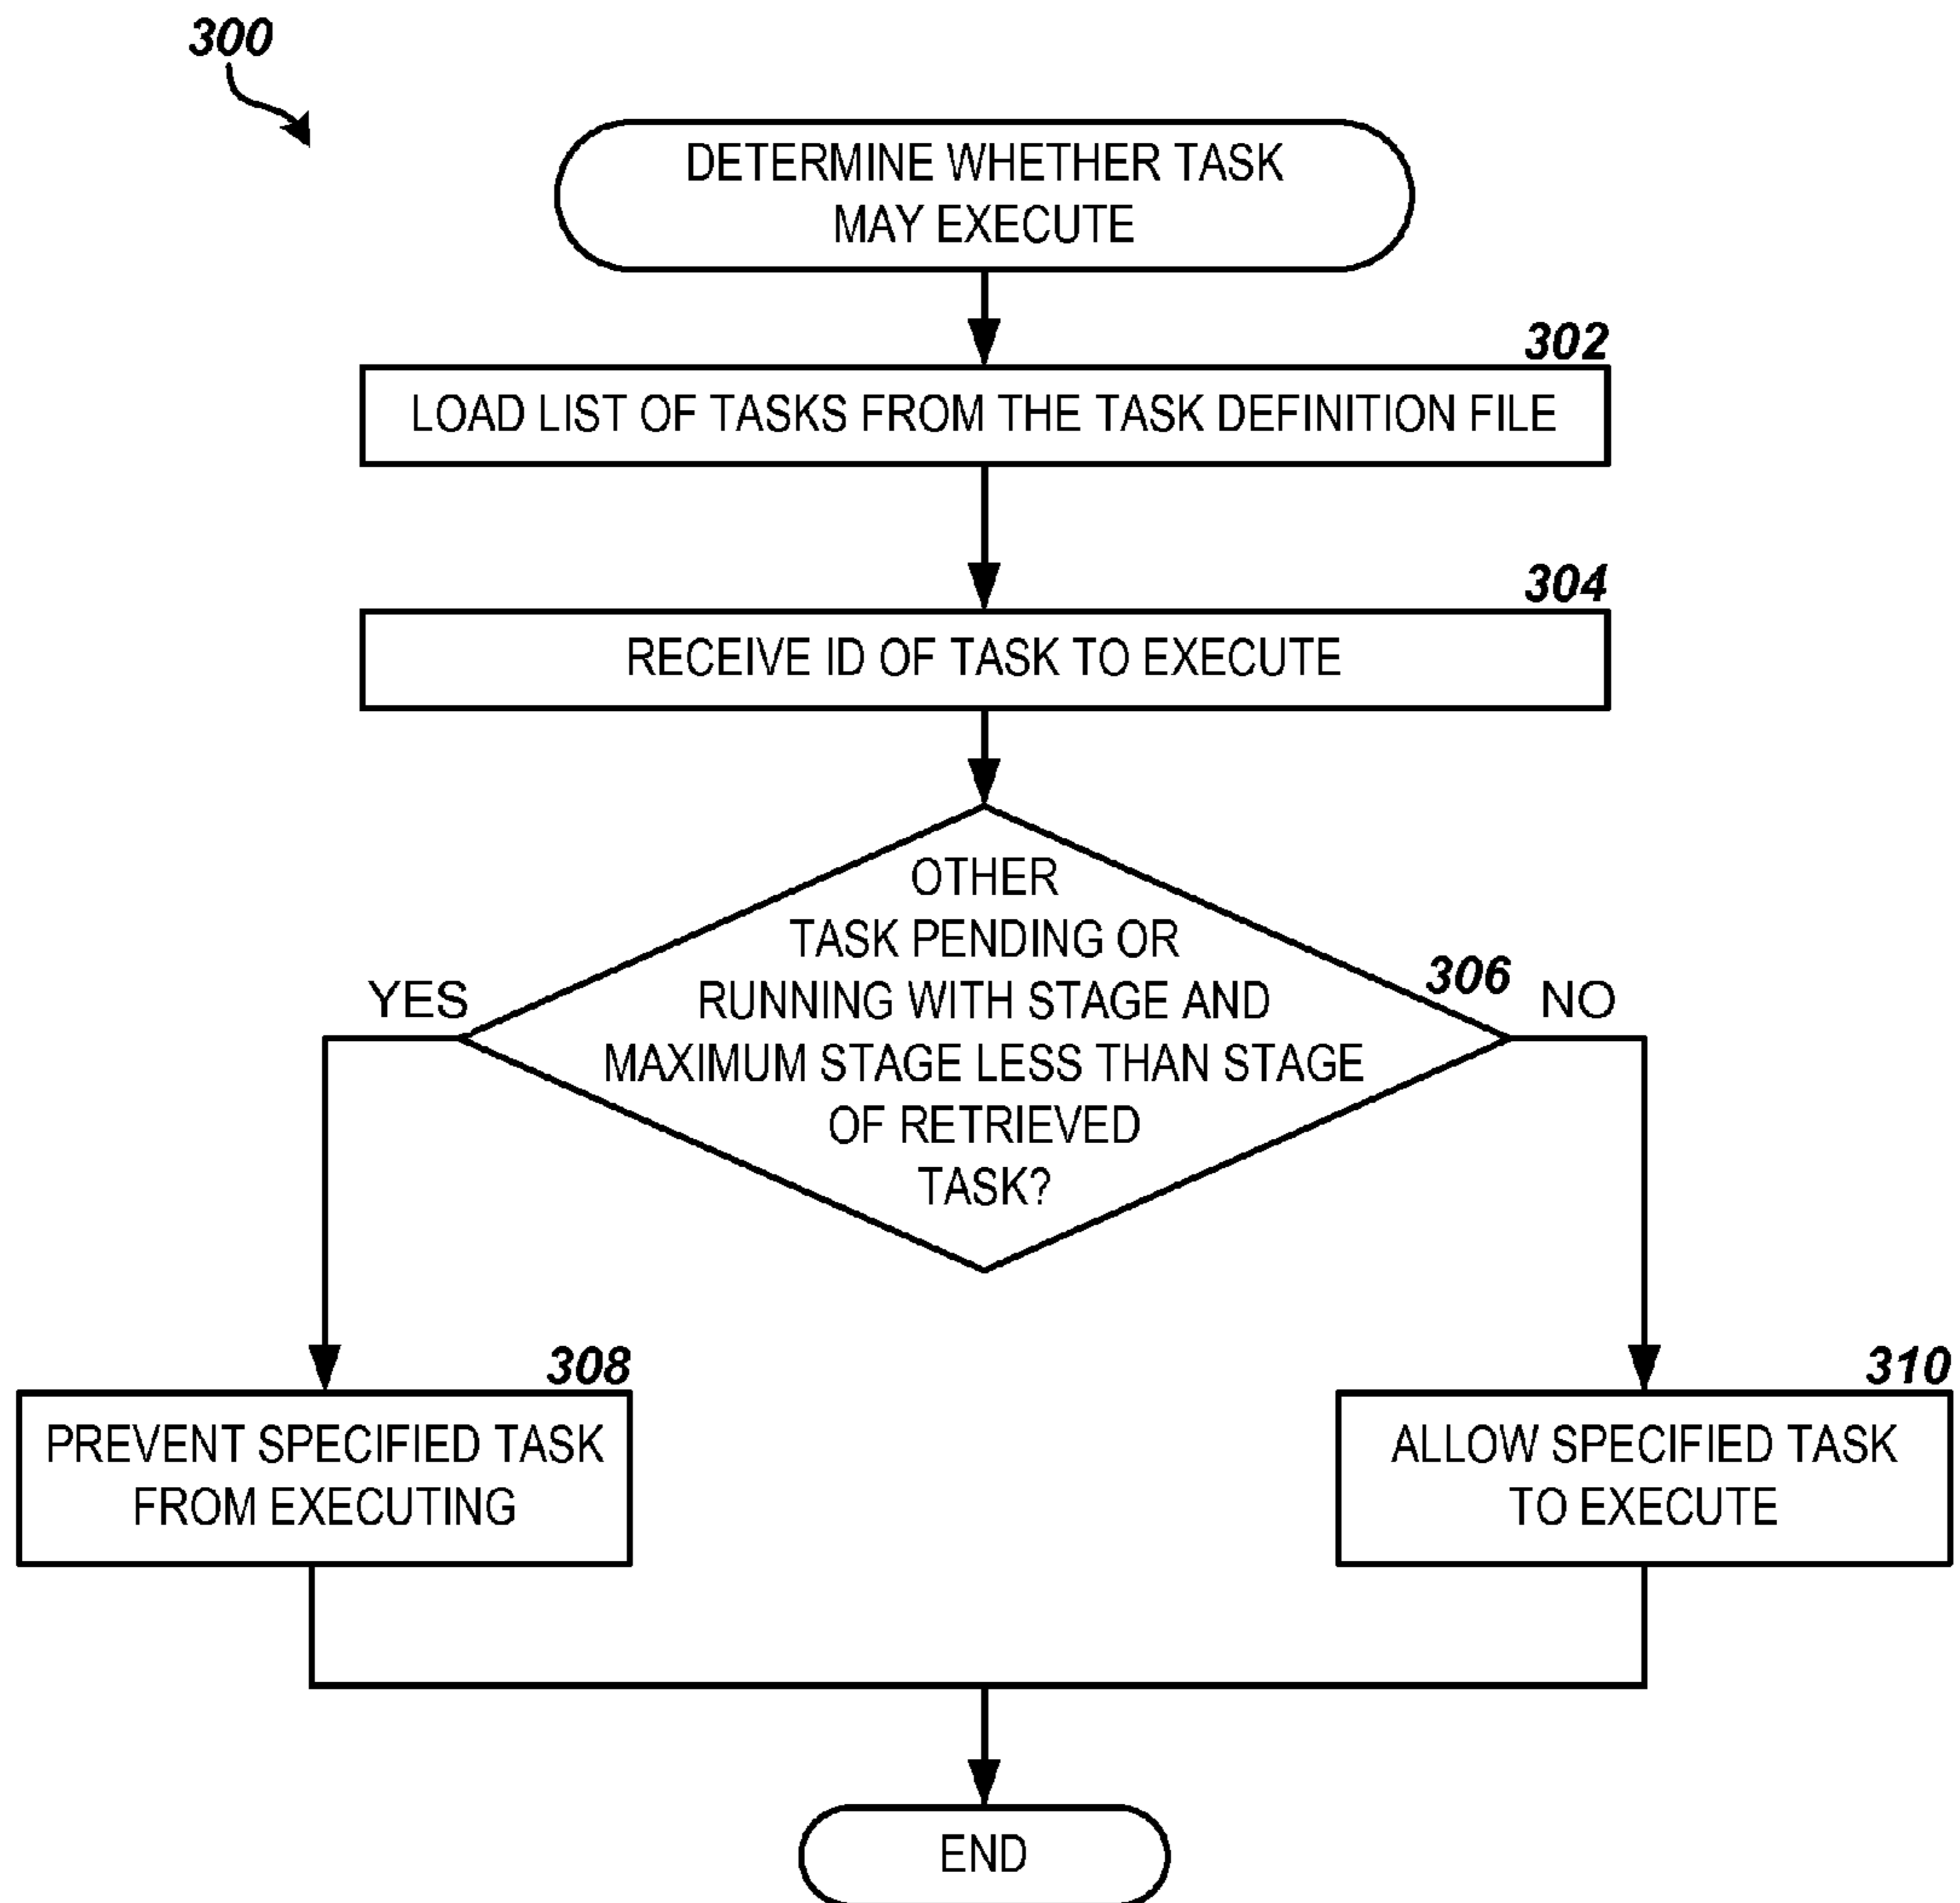 300
DETERMINE WHETHER TASK
MAY EXECUTE
302
LOAD LIST OF TASKS FROM THE TASK DEFINITION FILE
304
RECEIVE ID OF TASK TO EXECUTE
OTHER
TASK PENDING OR
RUNNING WITH STAGE AND
MAXIMUM STAGE LESS THAN STAGE
OF RETRIEVED
TASK?
306
YES
NO
308
PREVENT SPECIFIED TASK
FROM EXECUTING
310
ALLOW SPECIFIED TASK
TO EXECUTE
END